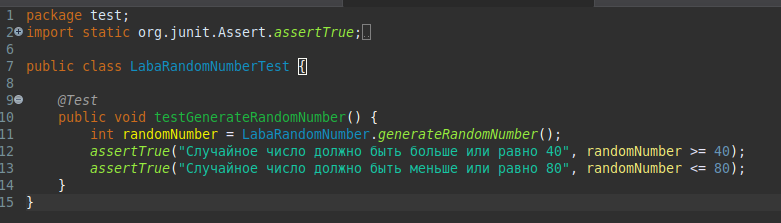 1 package test;
2 import static org.junit.Assert.assertTrue;
6
7 public class LabaRandomNumberTest {
8
9 @Test
10 public void testGenerateRandomNumber() {
11 int randomNumber = LabaRandomNumber.generateRandomNumber();
12 assertTrue("Случайное число должно быть больше или равно 40", randomNumber >= 40);
13 assertTrue("Случайное число должно быть меньше или равно 80", randomNumber <= 80);
14 }
15 }